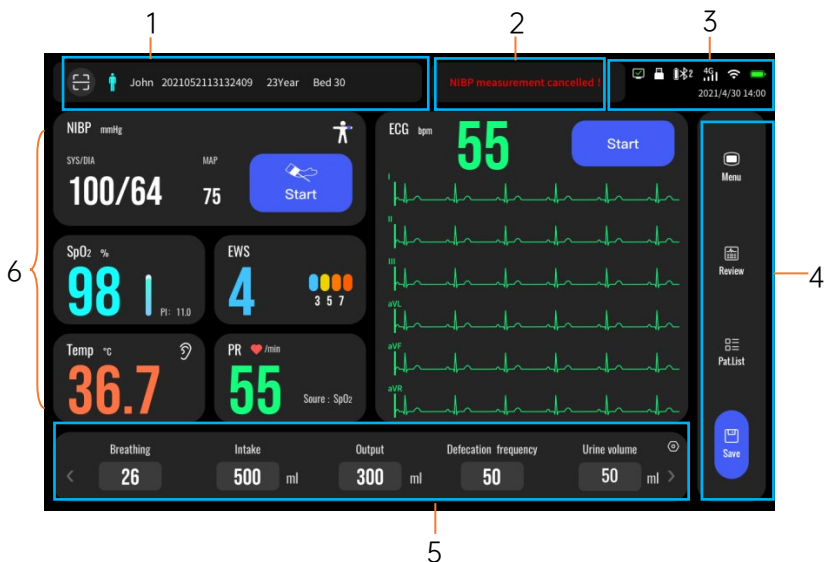 1
2
3
John 2021052113132409 23Year Bed 30
NIBP measurement cancelled !
2
4G
2021/4/30 14:00
6
NIBP mmHg
SYS/DIA
MAP
100/64
75
Start
ECG bpm
55
Start
I
II
III
aVL
aVF
aVR
SpO2 %
98
PI: 11.0
EWS
4
3 5 7
Temp °C
36.7
PR /min
55
Soure : SpO2
Menu
Review
Pat.List
Save
4
Breathing
26
Intake
500 ml
Output
300 ml
Defecation frequency
50
Urine volume
50 ml
5